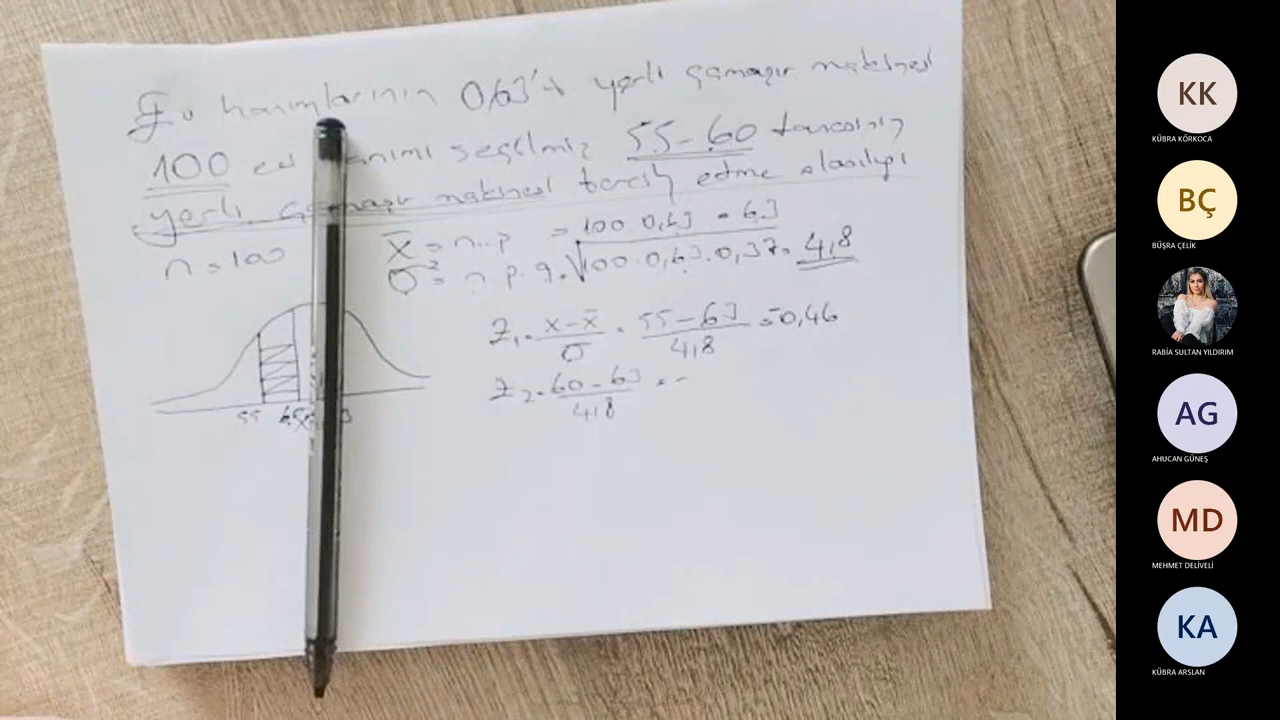 Ev hanımlarının 0,63'ü yerli çamaşır makinesi
100 ev hanımı seçilmiş 55-60 tanesinin
yerli çamaşır makinesi tercih etme olasılığı
n = 100
x̄ = n.p = 100.0,63 = 63
σ² = n.p.q = √100.0,63.0,37 = 4,8
Z₁ = x-x̄/σ = 55-63/4,8 = 0,46
Z₂ = 60-63/4,8 =
55
KK
KÜBRA KÖRKOCA
BÇ
BÜŞRA ÇELİK
RABİA SULTAN YILDIRIM
AG
AHUCAN GÜNEŞ
MD
MEHMET DELİVELİ
KA
KÜBRA ARSLAN